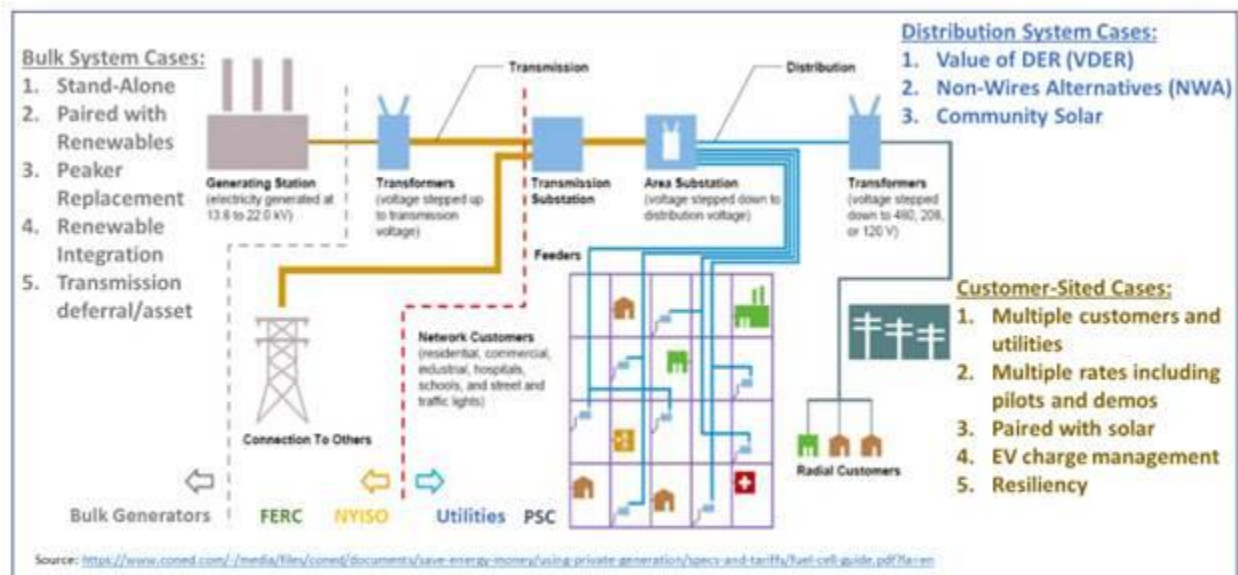 Bulk System Cases:
1. Stand-Alone
2. Paired with
Renewables
3. Peaker
Replacement
4. Renewable
Integration
5. Transmission
deferral/asset
Transmission
Distribution
Distribution System Cases:
1. Value of DER (VDER)
2. Non-Wires Alternatives (NWA)
3. Community Solar
Generating Station
(electricity generated at
13.6 to 22.0 kV)
Transformers
(voltage stepped up
to transmission
voltage)
Transmission
Substation
Area Substation
(voltage stepped down to
distribution voltage)
Transformers
(voltage stepped
down to 480, 208,
or 120 V)
Feeders
Network Customers
(residential, commercial,
industrial, hospitals,
schools, and street and
traffic lights)
Connection To Others
Customer-Sited Cases:
1. Multiple customers and
utilities
2. Multiple rates including
pilots and demos
3. Paired with solar
4. EV charge management
5. Resiliency
Radial Customers
Bulk Generators
FERC
NYISO
Utilities
PSC
Source: https://www.coned.com/-/media/files/coned/documents/save-energy-money/using-private-generation/specs-and-tariffs/fuel-cell-guide.pdf?la=en